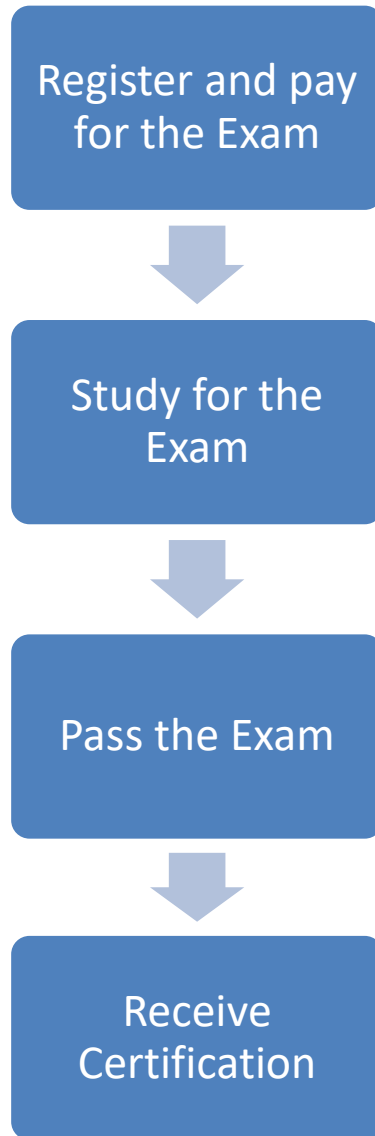 Register and pay
for the Exam
Study for the
Exam
Pass the Exam
Receive
Certification